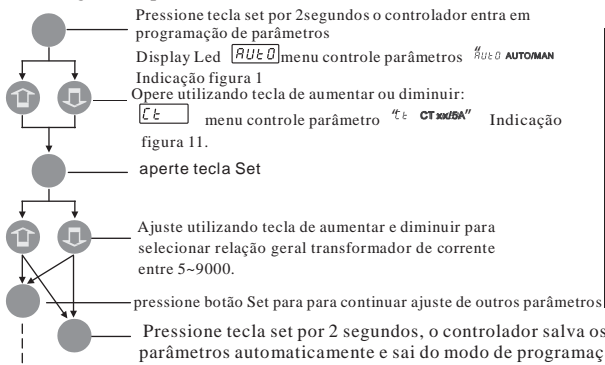 Pressione tecla set por 2segundos o controlador entra em
programação de parâmetros
Display Led AUtO menu controle parâmetros "AUtO AUTO/MAN
Indicação figura 1
Opere utilizando tecla de aumentar ou diminuir:
Ct menu controle parâmetro "Ct CT xx/5A" Indicação
figura 11.
aperte tecla Set
Ajuste utilizando tecla de aumentar e diminuir para
selecionar relação geral transformador de corrente
entre 5~9000.
pressione botão Set para para continuar ajuste de outros parâmetros
Pressione tecla set por 2 segundos, o controlador salva os
parâmetros automaticamente e sai do modo de programaç